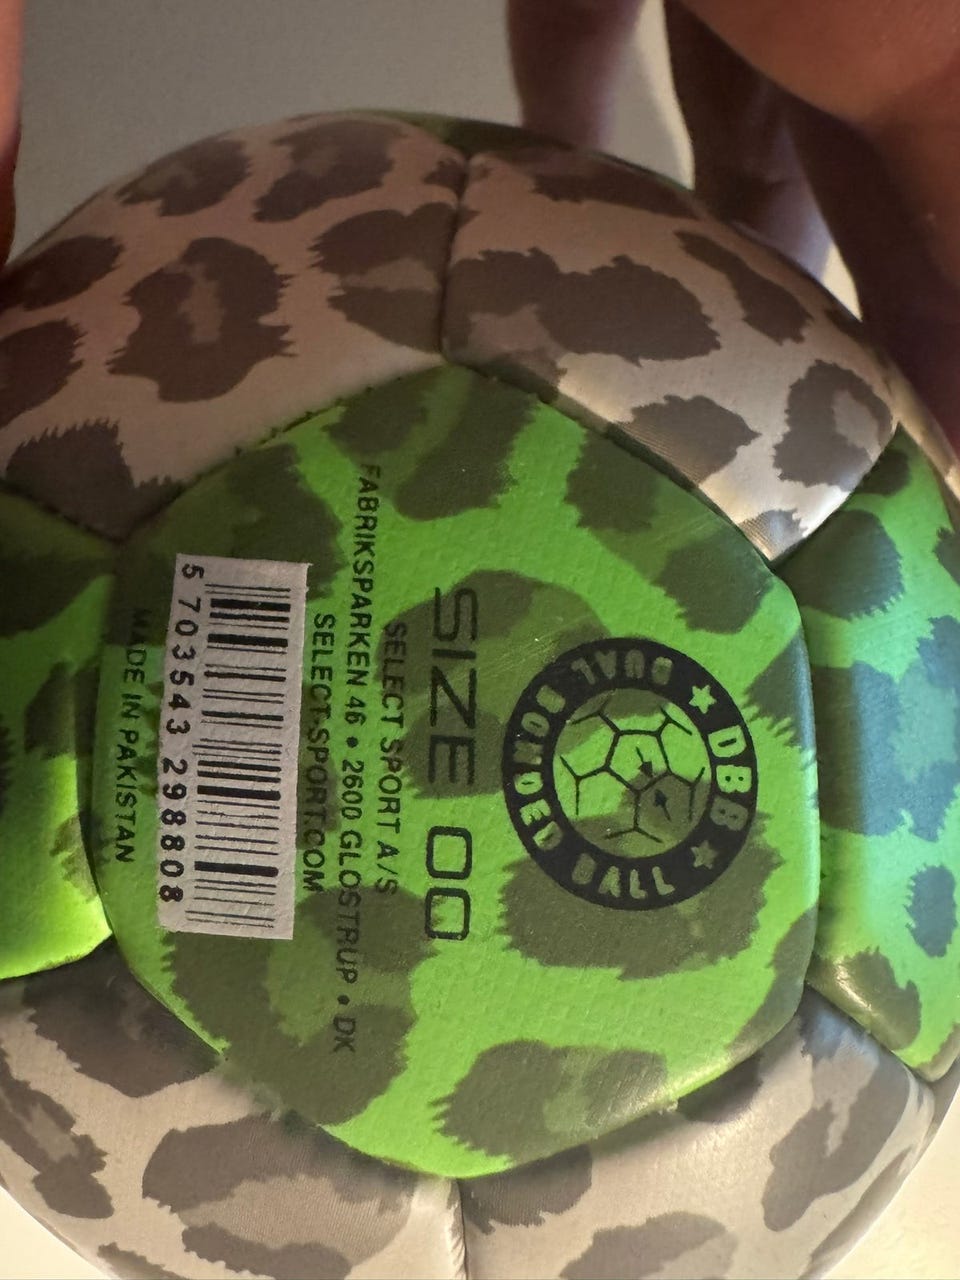 ★ DBB ★
DUAL BONDED BALL
SIZE 00
SELECT SPORT A/S
FABRIKSPARKEN 46 • 2600 GLOSTRUP • DK
SELECT-SPORT.COM
5 703543 298808
MADE IN PAKISTAN